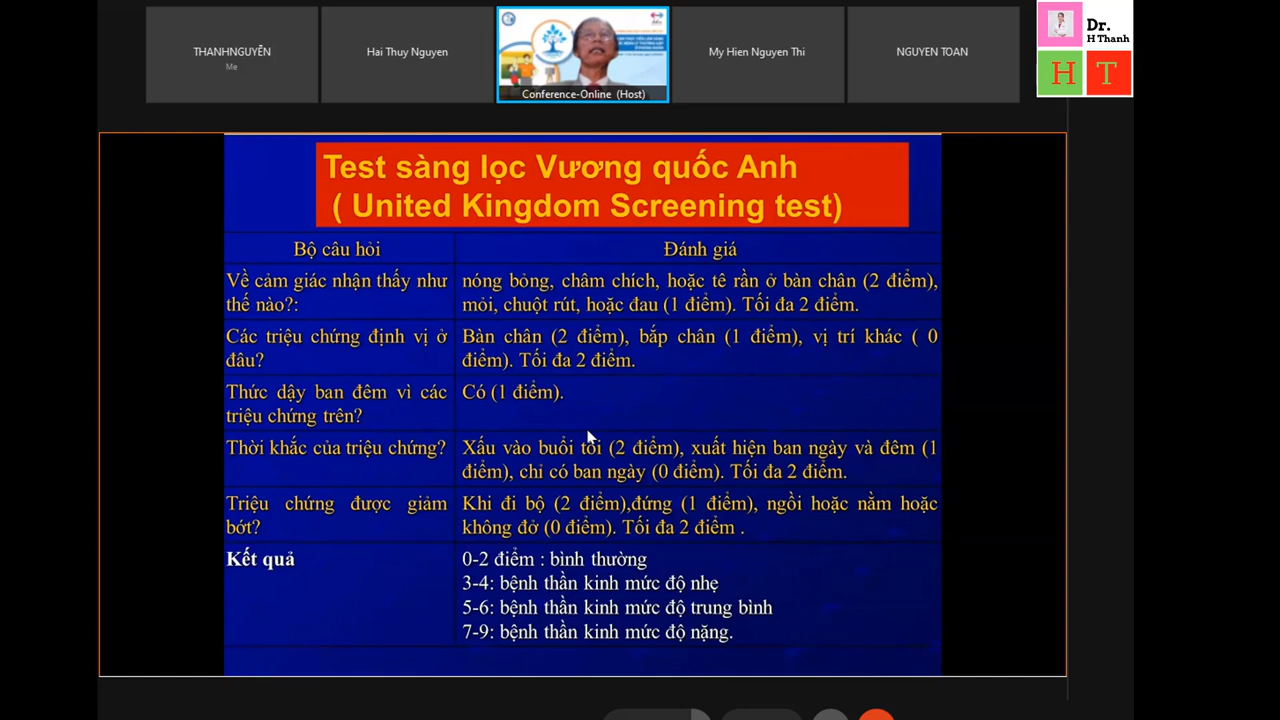 THANHNGUYỄN
Me
Hai Thuy Nguyen
Conference-Online (Host)
My Hien Nguyen Thi
NGUYEN TOAN
Dr.
H Thanh
H T
Test sàng lọc Vương quốc Anh
( United Kingdom Screening test)
Bộ câu hỏi
Đánh giá
Về cảm giác nhận thấy như
thế nào?:
nóng bỏng, châm chích, hoặc tê rần ở bàn chân (2 điểm),
mỏi, chuột rút, hoặc đau (1 điểm). Tối đa 2 điểm.
Các triệu chứng định vị ở
đâu?
Bàn chân (2 điểm), bắp chân (1 điểm), vị trí khác ( 0
điểm). Tối đa 2 điểm.
Thức dậy ban đêm vì các
triệu chứng trên?
Có (1 điểm).
Thời khắc của triệu chứng?
Xấu vào buổi tối (2 điểm), xuất hiện ban ngày và đêm (1
điểm), chỉ có ban ngày (0 điểm). Tối đa 2 điểm.
Triệu chứng được giảm
bớt?
Khi đi bộ (2 điểm),đứng (1 điểm), ngồi hoặc nằm hoặc
không đở (0 điểm). Tối đa 2 điểm .
Kết quả
0-2 điểm : bình thường
3-4: bệnh thần kinh mức độ nhẹ
5-6: bệnh thần kinh mức độ trung bình
7-9: bệnh thần kinh mức độ nặng.